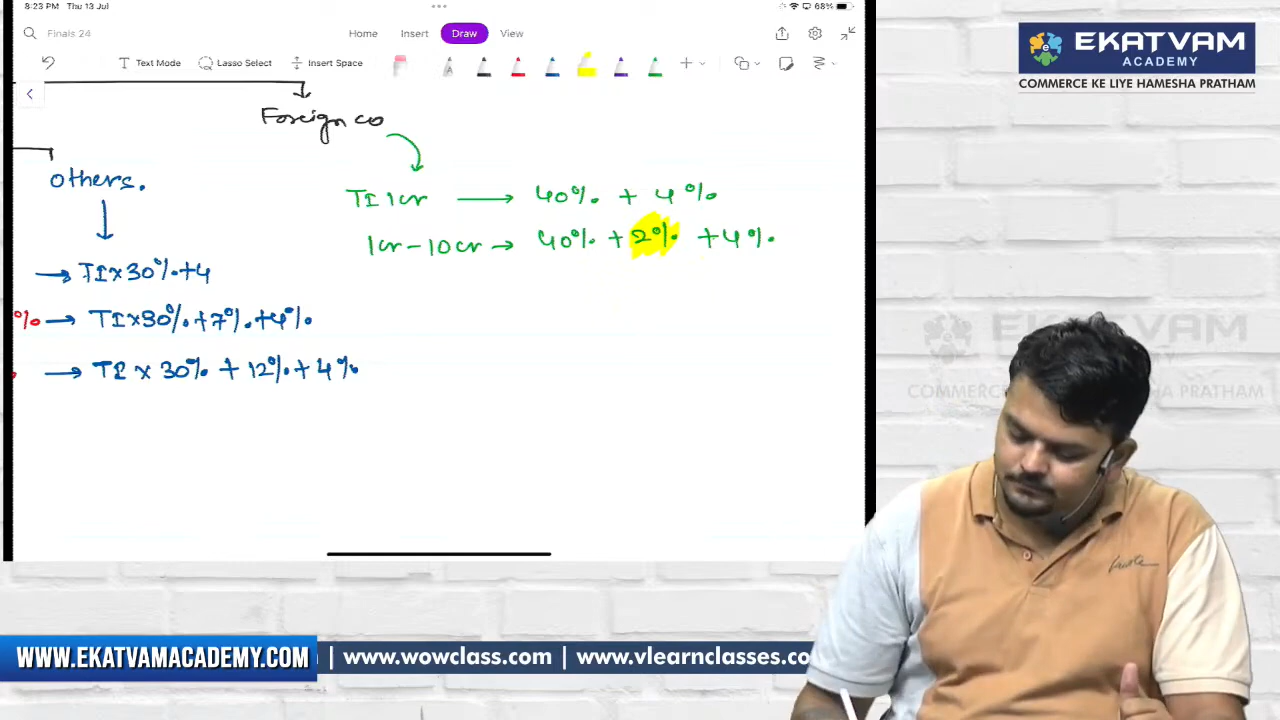 8:23 PM Thu 13 Jul
68%
Finals 24
Home Insert Draw View
Text Mode Lasso Select Insert Space
Foreign co
others.
TI 1cr → 40% + 4%
1cr - 10cr → 40% + 2% + 4%
→ TI x 30% + 4
% → TI x 30% + 7% + 4%
→ TI x 30% + 12% + 4%
EKATVAM
ACADEMY
COMMERCE KE LIYE HAMESHA PRATHAM
EKATVAM
WWW.EKATVAMACADEMY.COM | www.wowclass.com | www.vlearnclasses.co